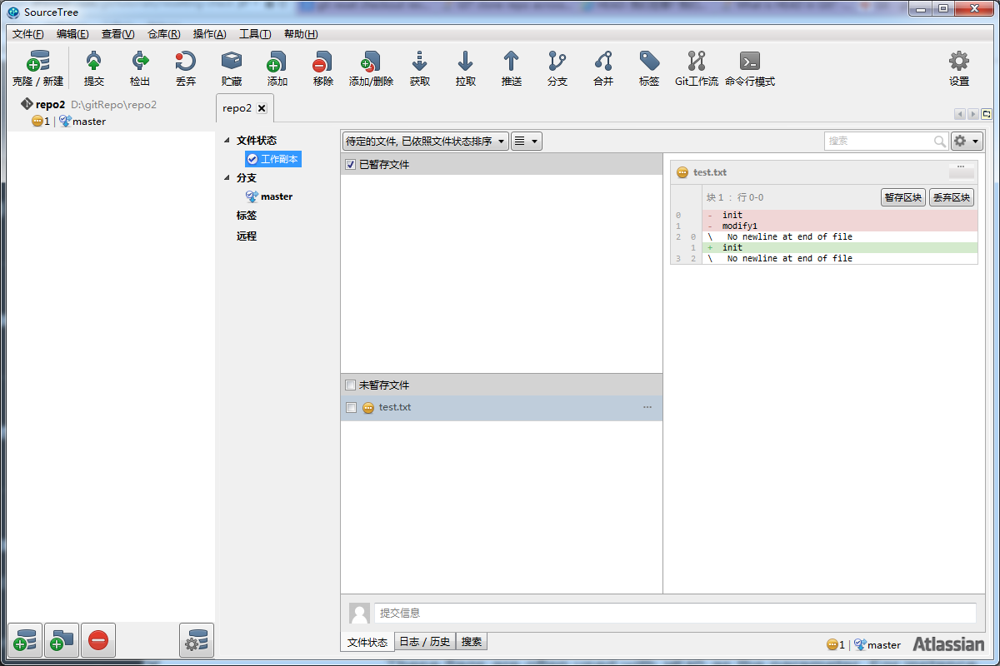 SourceTree
文件(F) 编辑(E) 查看(V) 仓库(R) 操作(A) 工具(T) 帮助(H)
克隆 / 新建 提交 检出 丢弃 贮藏 添加 移除 添加/删除 获取 拉取 推送 分支 合并 标签 Git工作流 命令行模式 设置
repo2 D:\gitRepo\repo2
1 | master
repo2
文件状态
工作副本
分支
master
标签
远程
待定的文件, 已依照文件状态排序
搜索
已暂存文件
未暂存文件
test.txt ...
test.txt ...
块 1 : 行 0-0 暂存区块 丢弃区块
0 - init
1 - modify1
2 0 \ No newline at end of file
1 + init
3 2 \ No newline at end of file
提交信息
文件状态 日志 / 历史 搜索
1 | master Atlassian